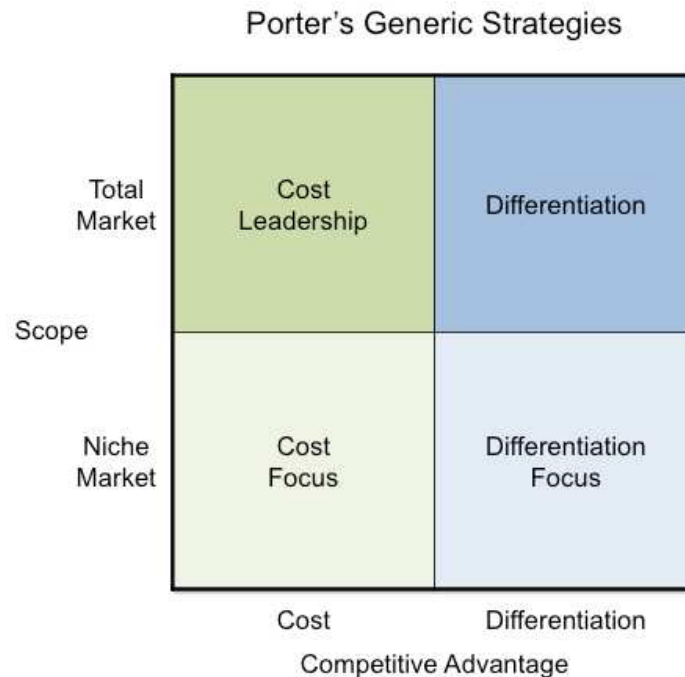 Porter's Generic Strategies
Total
Market
Cost
Leadership
Differentiation
Scope
Niche
Market
Cost
Focus
Differentiation
Focus
Cost
Differentiation
Competitive Advantage